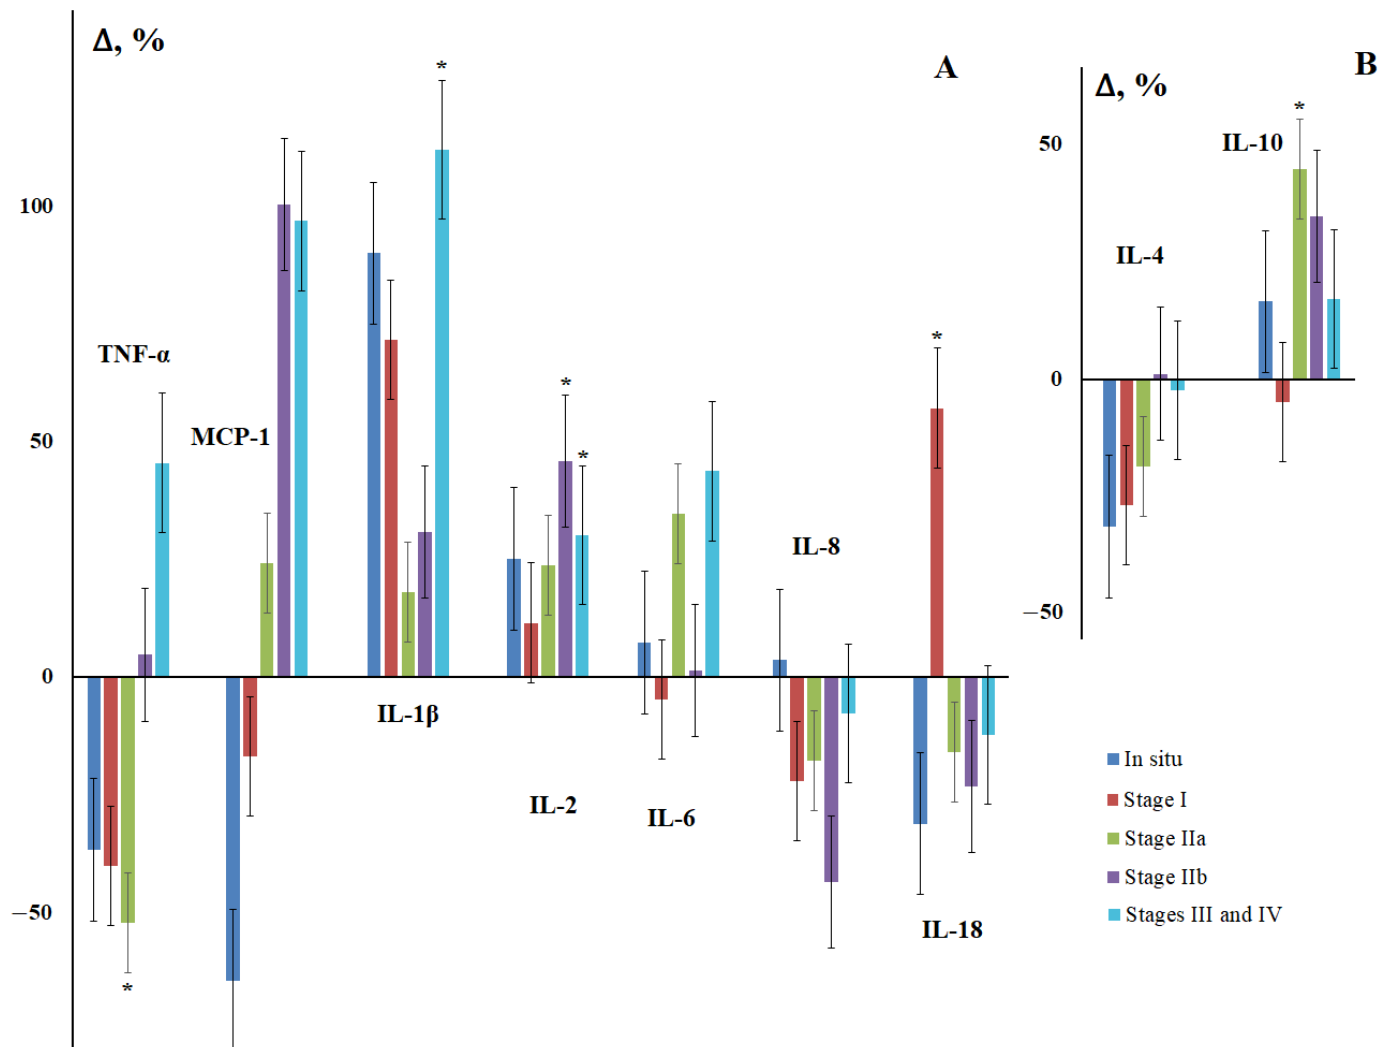 Δ, %
A
B
Δ, %
*
100
50
0
−50
TNF-α
*
MCP-1
*
IL-1β
*
*
IL-2
IL-6
IL-8
*
IL-18
50
0
−50
IL-4
*
IL-10
In situ
Stage I
Stage IIa
Stage IIb
Stages III and IV